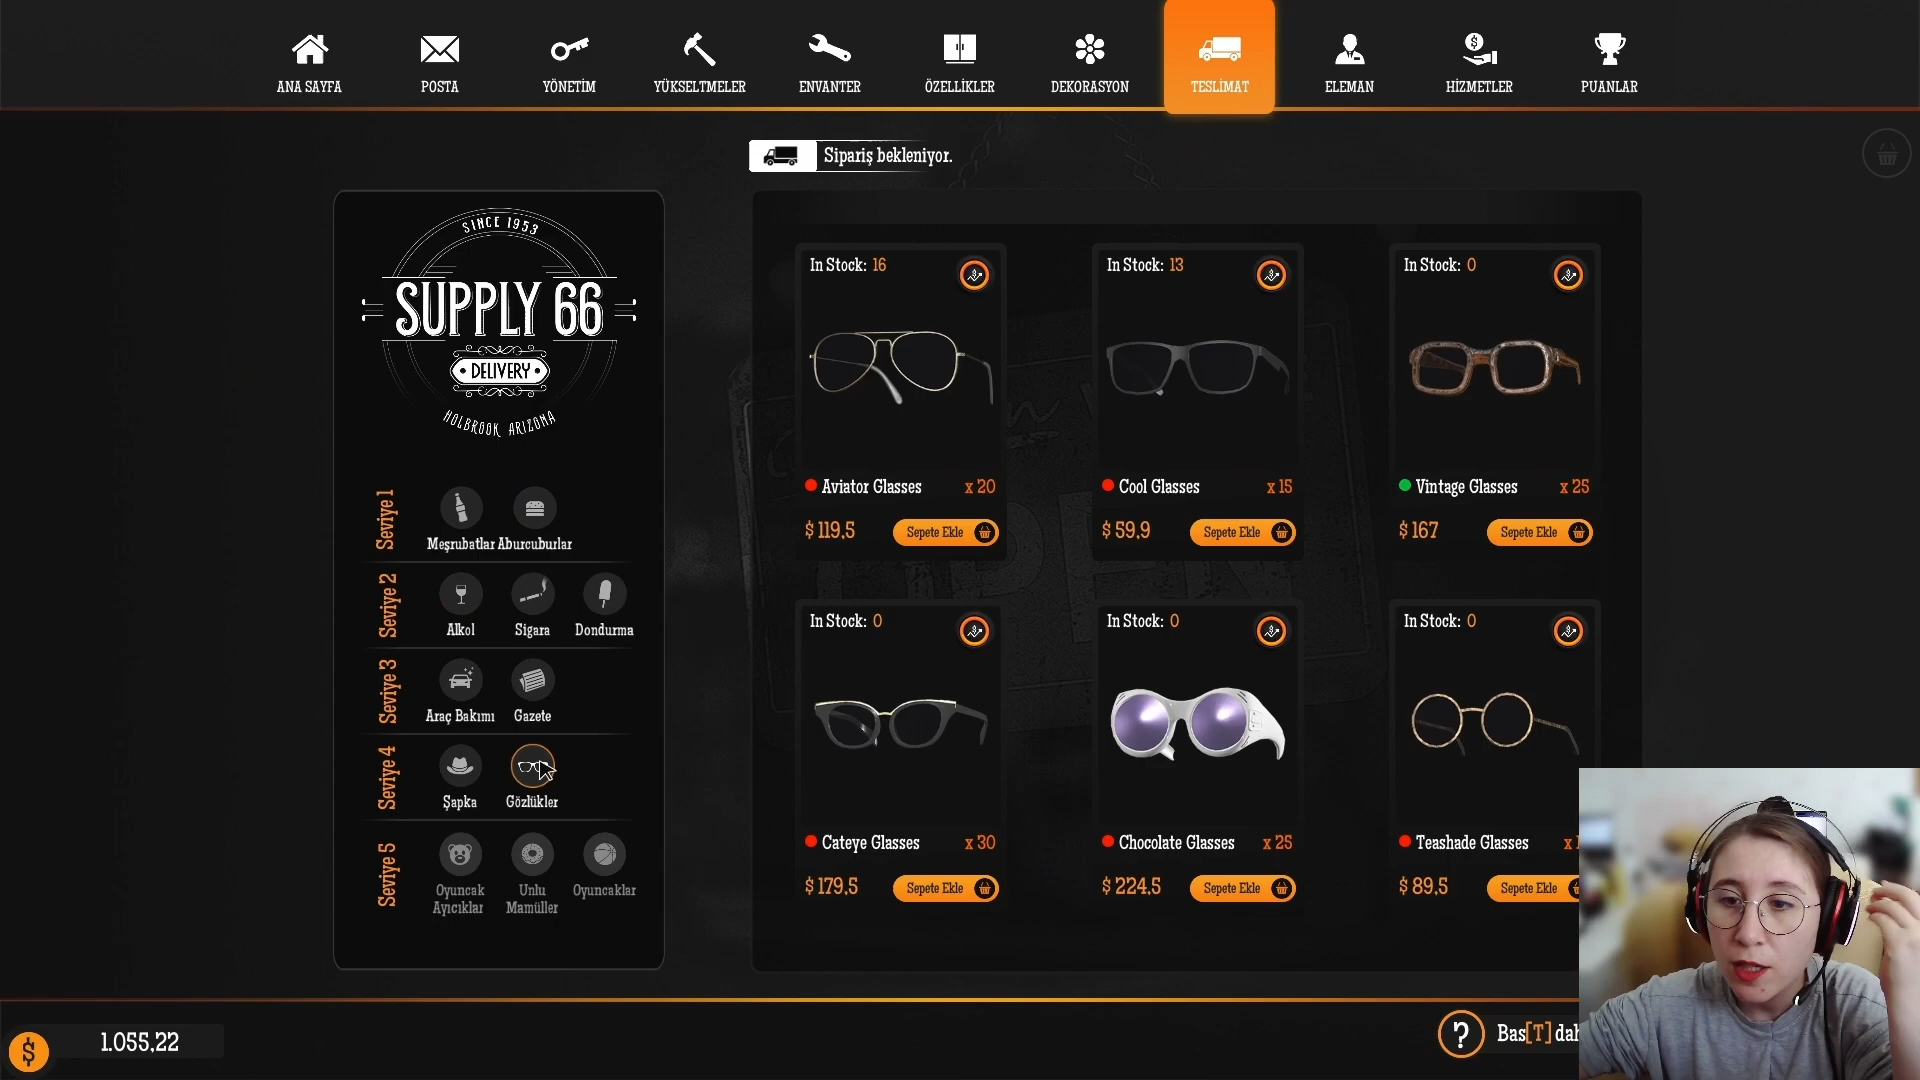 ANA SAYFA
POSTA
YÖNETİM
YÜKSELTMELER
ENVANTER
ÖZELLİKLER
DEKORASYON
TESLİMAT
ELEMAN
HİZMETLER
PUANLAR
Sipariş bekleniyor.
SINCE 1953
SUPPLY 66
DELIVERY
HOLBROOK, ARIZONA
Seviye 1
Meşrubatlar
Aburcuburlar
Seviye 2
Alkol
Sigara
Dondurma
Seviye 3
Araç Bakımı
Gazete
Seviye 4
Şapka
Gözlükler
Seviye 5
Oyuncak
Ayıcıklar
Unlu
Mamüller
Oyuncaklar
In Stock: 16
Aviator Glasses x 20
$ 119,5 Sepete Ekle
In Stock: 13
Cool Glasses x 15
$ 59,9 Sepete Ekle
In Stock: 0
Vintage Glasses x 25
$ 167 Sepete Ekle
In Stock: 0
Cateye Glasses x 30
$ 179,5 Sepete Ekle
In Stock: 0
Chocolate Glasses x 25
$ 224,5 Sepete Ekle
In Stock: 0
Teashade Glasses
$ 89,5 Sepete Ekle
$ 1.055,22
? Bas[T]